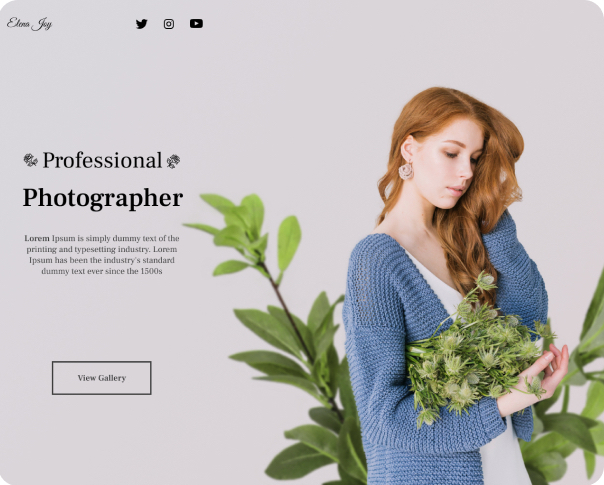 Elena Joy
Professional
Photographer
Lorem Ipsum is simply dummy text of the
printing and typesetting industry. Lorem
Ipsum has been the industry's standard
dummy text ever since the 1500s
View Gallery